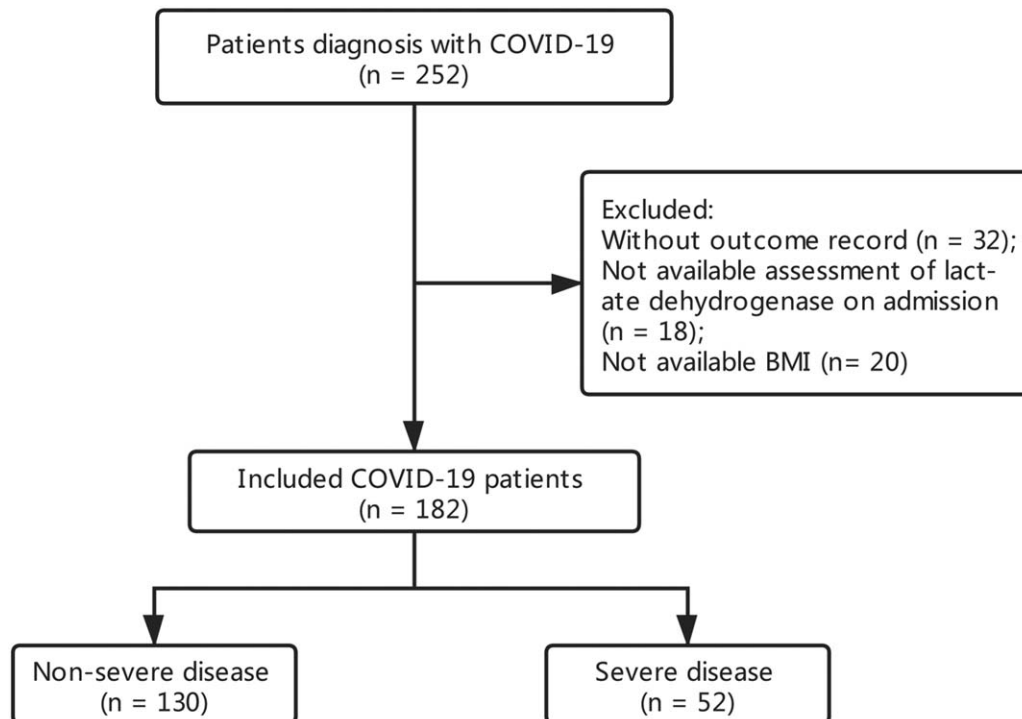 Patients diagnosis with COVID-19
(n = 252)
Excluded:
Without outcome record (n = 32);
Not available assessment of lact-
ate dehydrogenase on admission
(n = 18);
Not available BMI (n= 20)
Included COVID-19 patients
(n = 182)
Non-severe disease
(n = 130)
Severe disease
(n = 52)